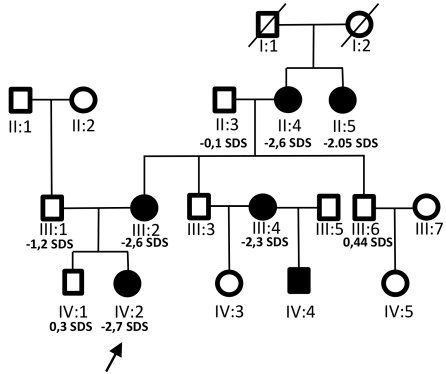 I:1 I:2
II:1 II:2 II:3 II:4 II:5
-0,1 SDS -2,6 SDS -2.05 SDS
III:1 III:2 III:3 III:4 III:5 III:6 III:7
-1,2 SDS -2,6 SDS -2,3 SDS 0,44 SDS
IV:1 IV:2 IV:3 IV:4 IV:5
0,3 SDS -2,7 SDS